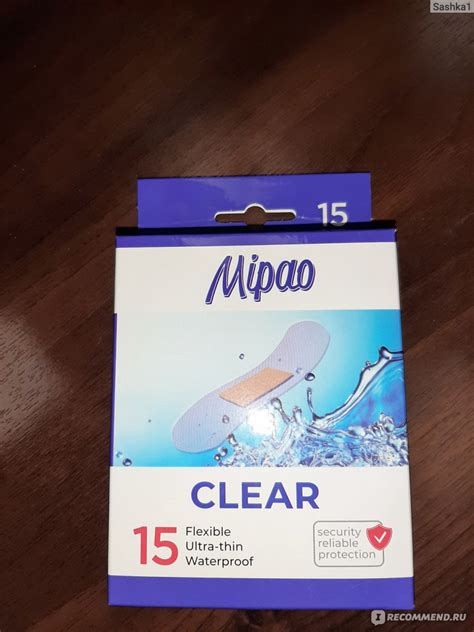 Sashka1
15
Mipao
CLEAR
15
Flexible
Ultra-thin
Waterproof
security
reliable
protection
RECOMMEND.RU